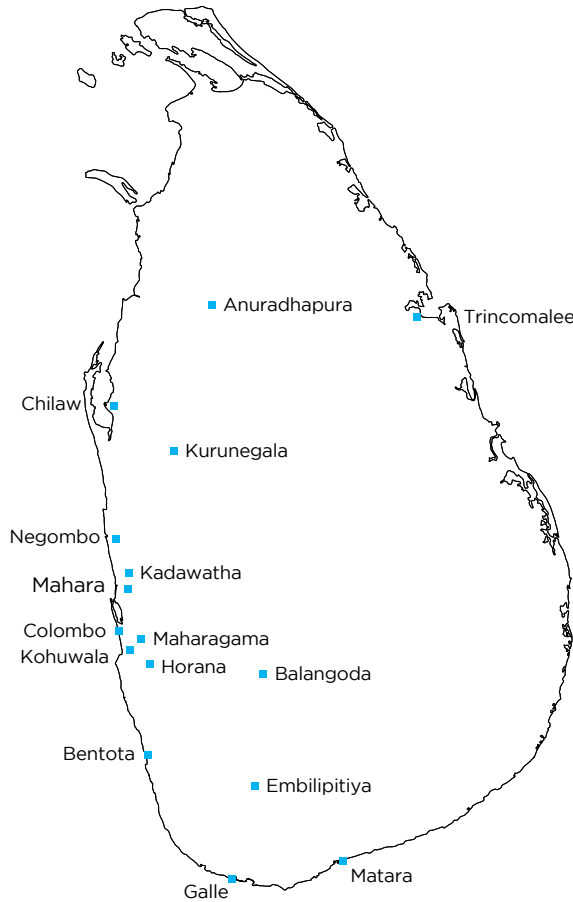 Anuradhapura
Trincomalee
Chilaw
Kurunegala
Negombo
Kadawatha
Mahara
Colombo
Maharagama
Kohuwala
Horana
Balangoda
Bentota
Embilipitiya
Matara
Galle